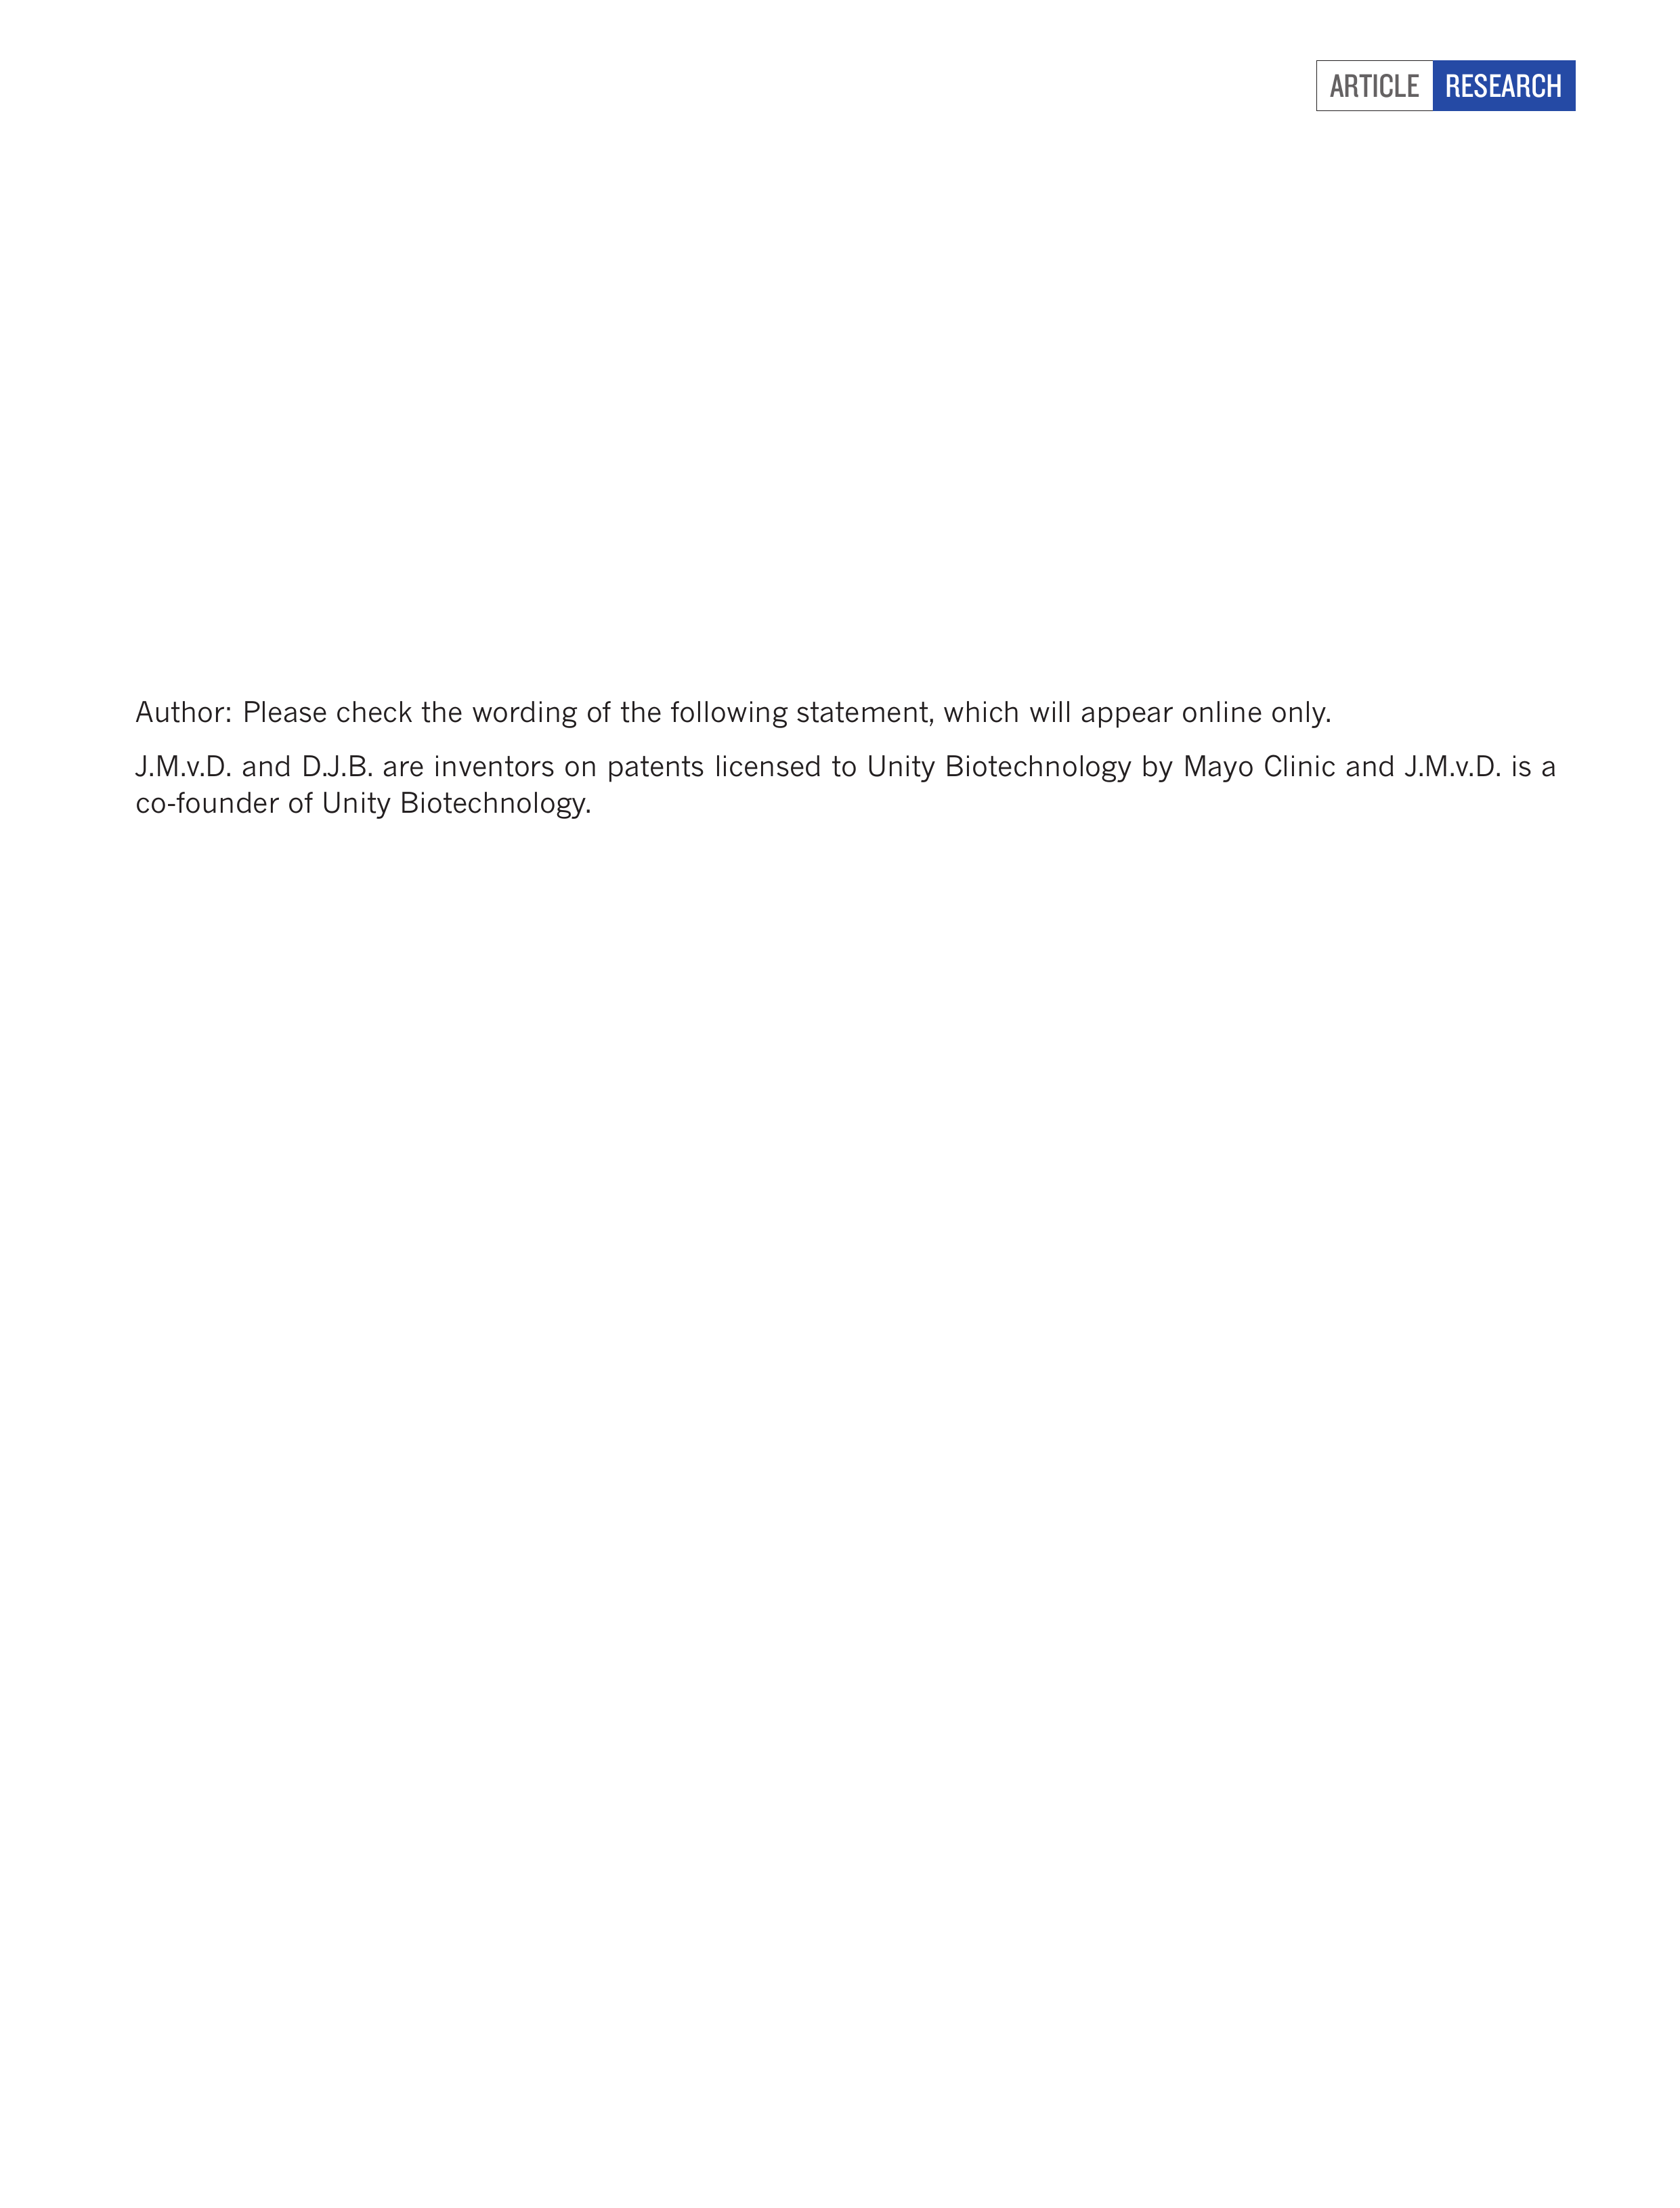 ARTICLE RESEARCH
Author: Please check the wording of the following statement, which will appear online only.
J.M.v.D. and D.J.B. are inventors on patents licensed to Unity Biotechnology by Mayo Clinic and J.M.v.D. is a
co-founder of Unity Biotechnology.